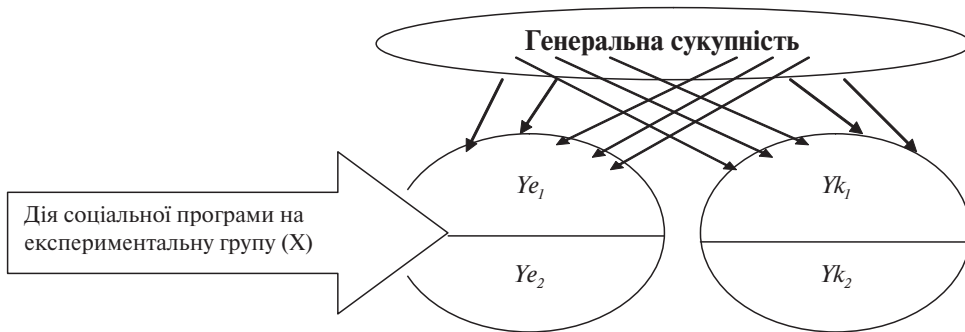 Генеральна сукупність
Ye₁
Yk₁
Дія соціальної програми на
експериментальну групу (X)
Ye₂
Yk₂